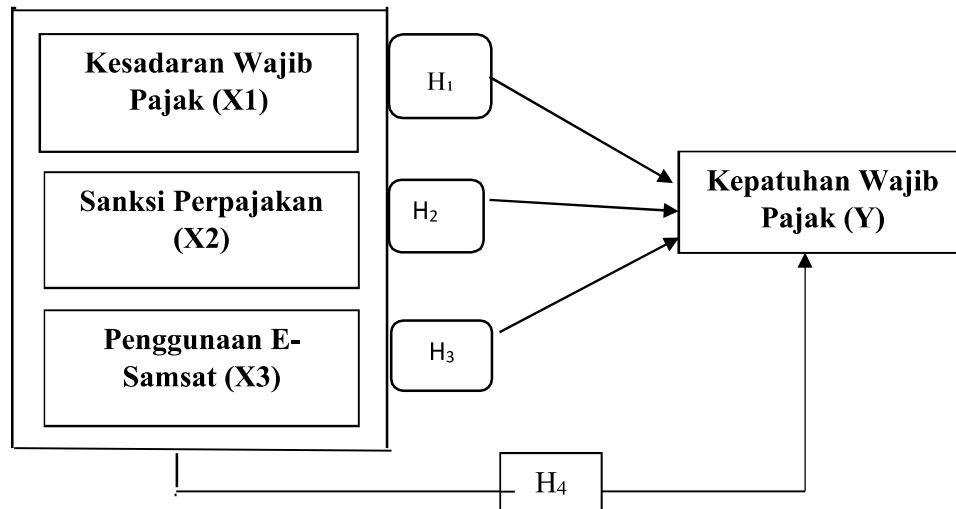 Kesadaran Wajib
Pajak (X1)
H₁
Sanksi Perpajakan
(X2)
H₂
Penggunaan E-
Samsat (X3)
H₃
Kepatuhan Wajib
Pajak (Y)
H₄